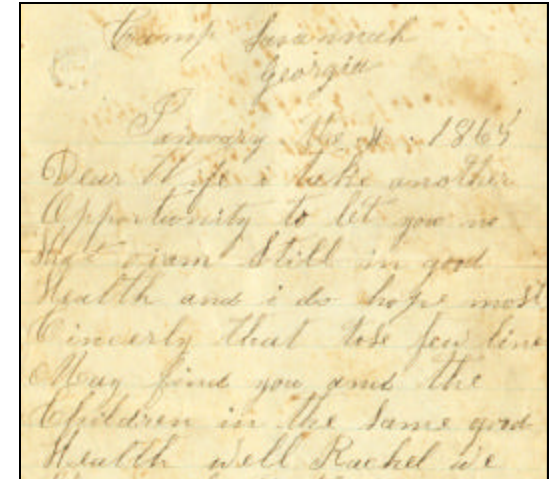 Camp Savannah
Georgia
January the 4. 1865
Dear Wife i take another
Opportunity to let you no
that i am Still in good
Health and i do hope most
Cincerly that those few line
May find you and the
Children in the Same good
Health well Rachel we